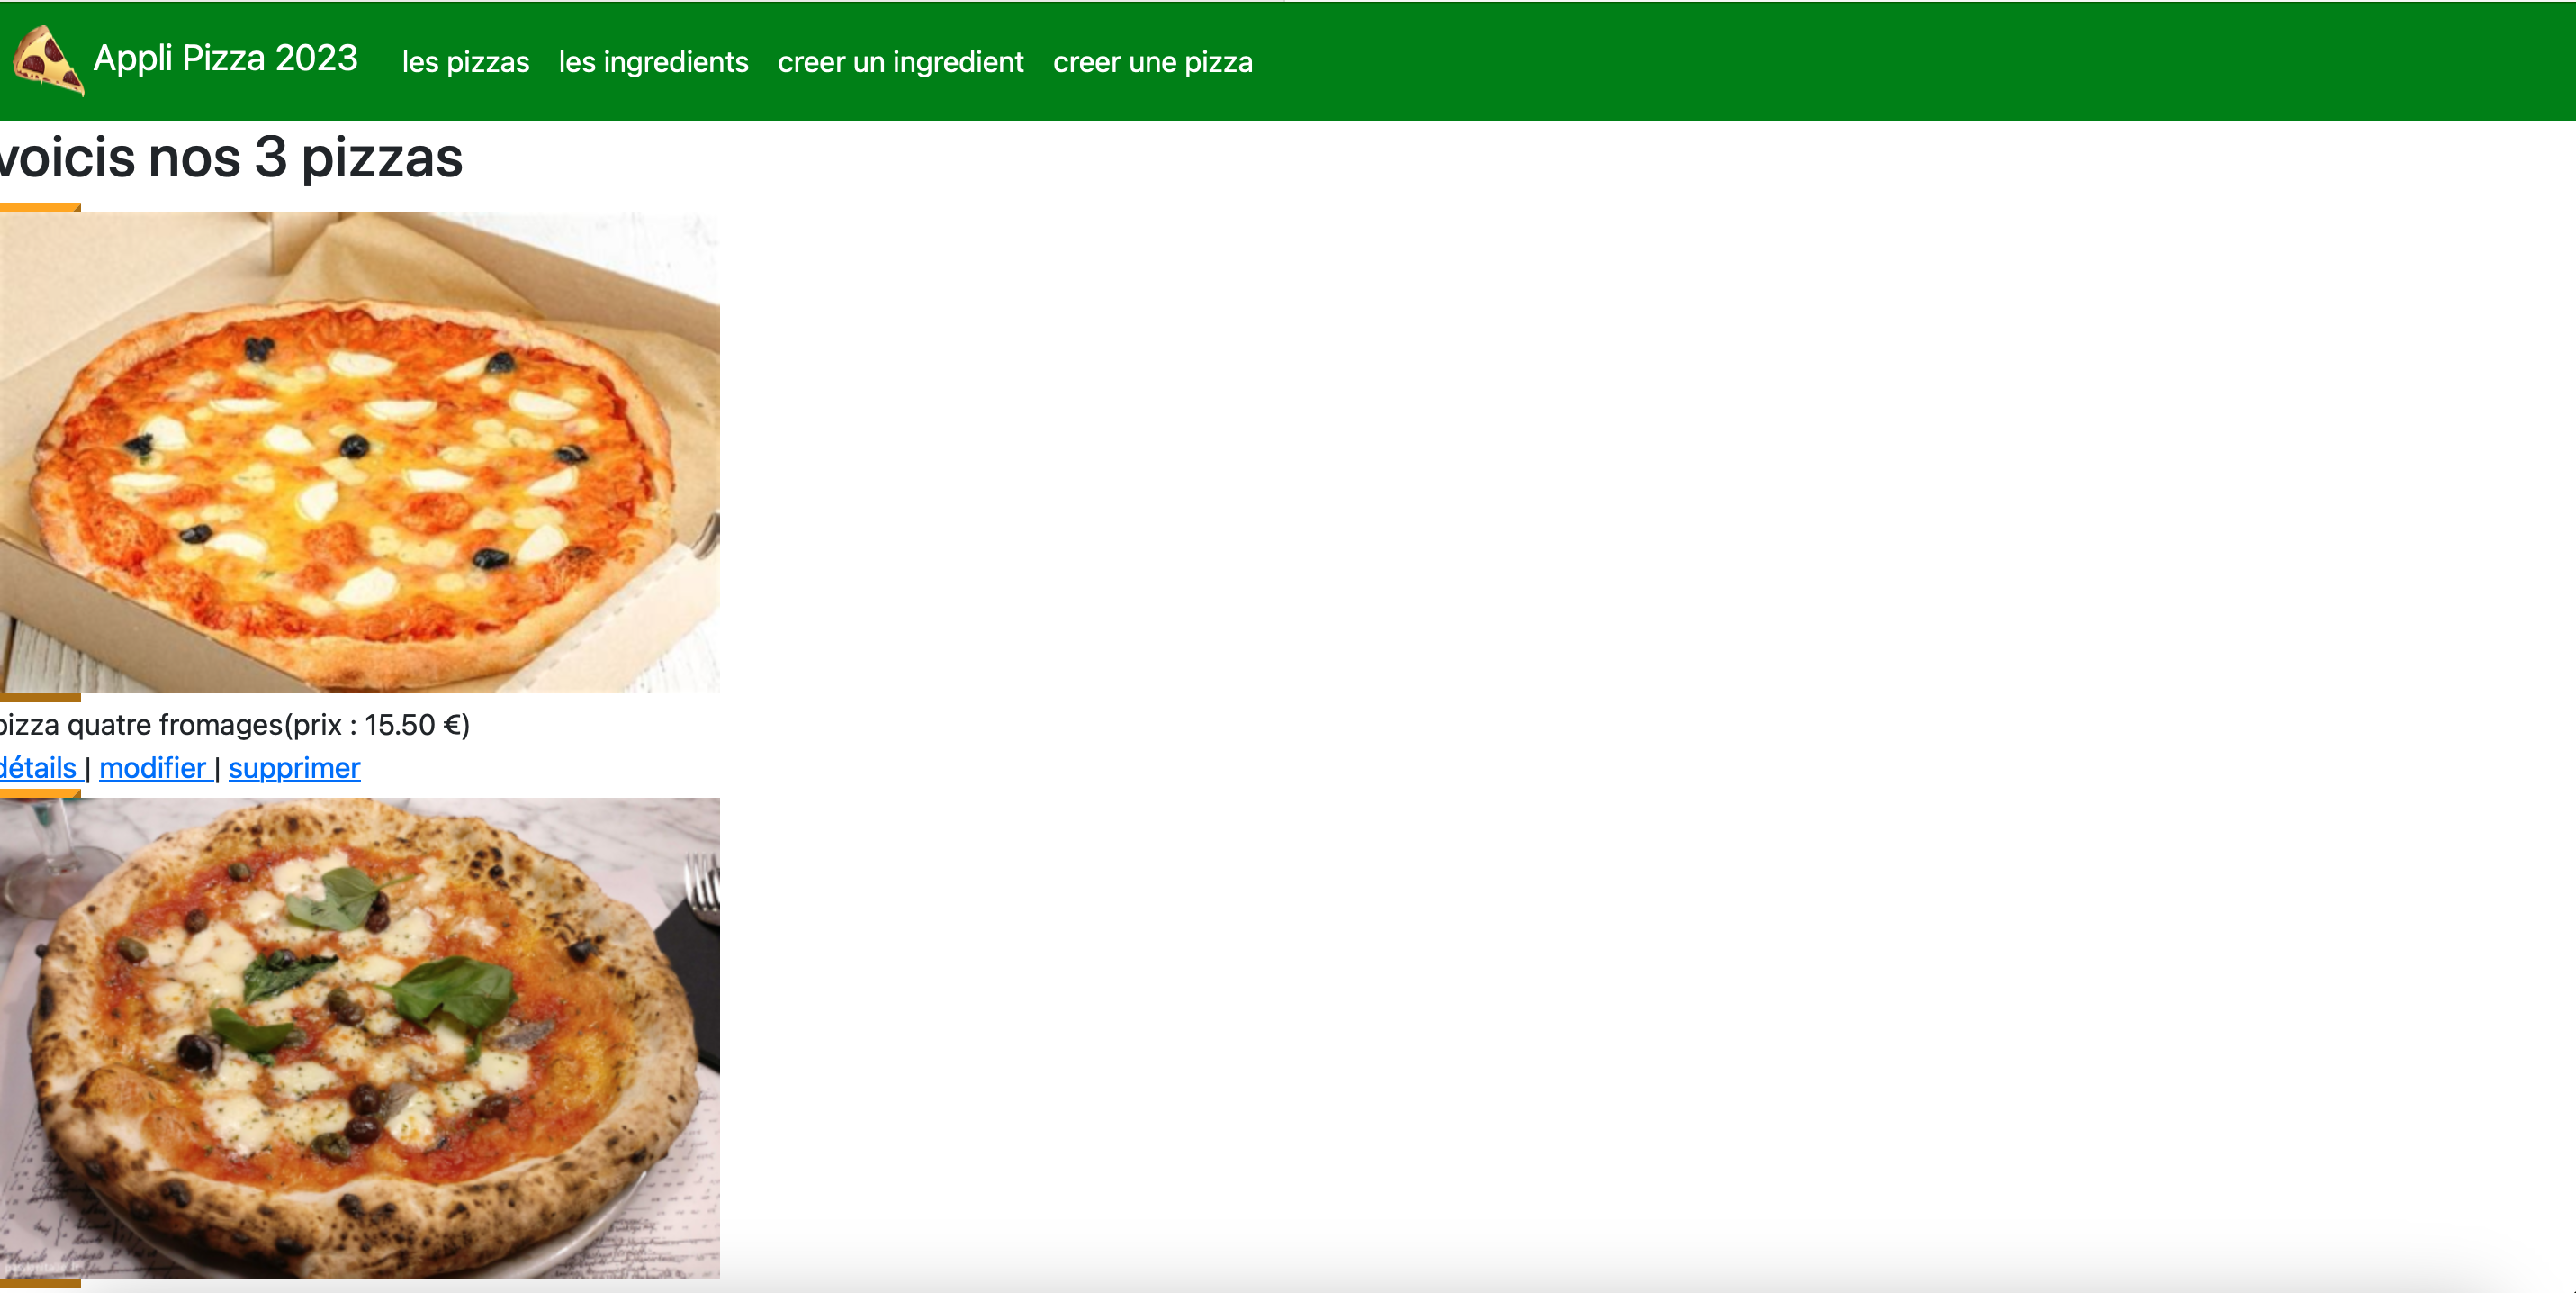 Appli Pizza 2023 les pizzas les ingredients creer un ingredient creer une pizza
voicis nos 3 pizzas
pizza quatre fromages(prix : 15.50 €)
détails | modifier | supprimer